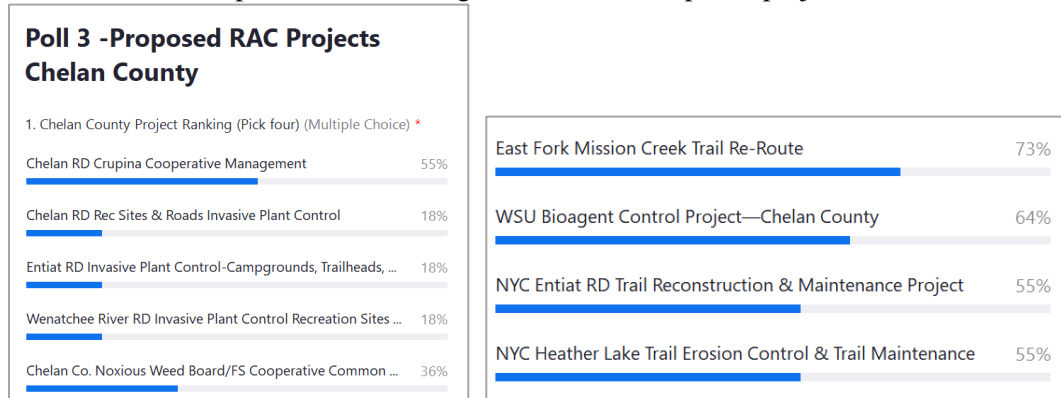 Poll 3 -Proposed RAC Projects
Chelan County
1. Chelan County Project Ranking (Pick four) (Multiple Choice) *
Chelan RD Crupina Cooperative Management 55%
Chelan RD Rec Sites & Roads Invasive Plant Control 18%
Entiat RD Invasive Plant Control-Campgrounds, Trailheads, ... 18%
Wenatchee River RD Invasive Plant Control Recreation Sites ... 18%
Chelan Co. Noxious Weed Board/FS Cooperative Common ... 36%
East Fork Mission Creek Trail Re-Route 73%
WSU Bioagent Control Project—Chelan County 64%
NYC Entiat RD Trail Reconstruction & Maintenance Project 55%
NYC Heather Lake Trail Erosion Control & Trail Maintenance 55%